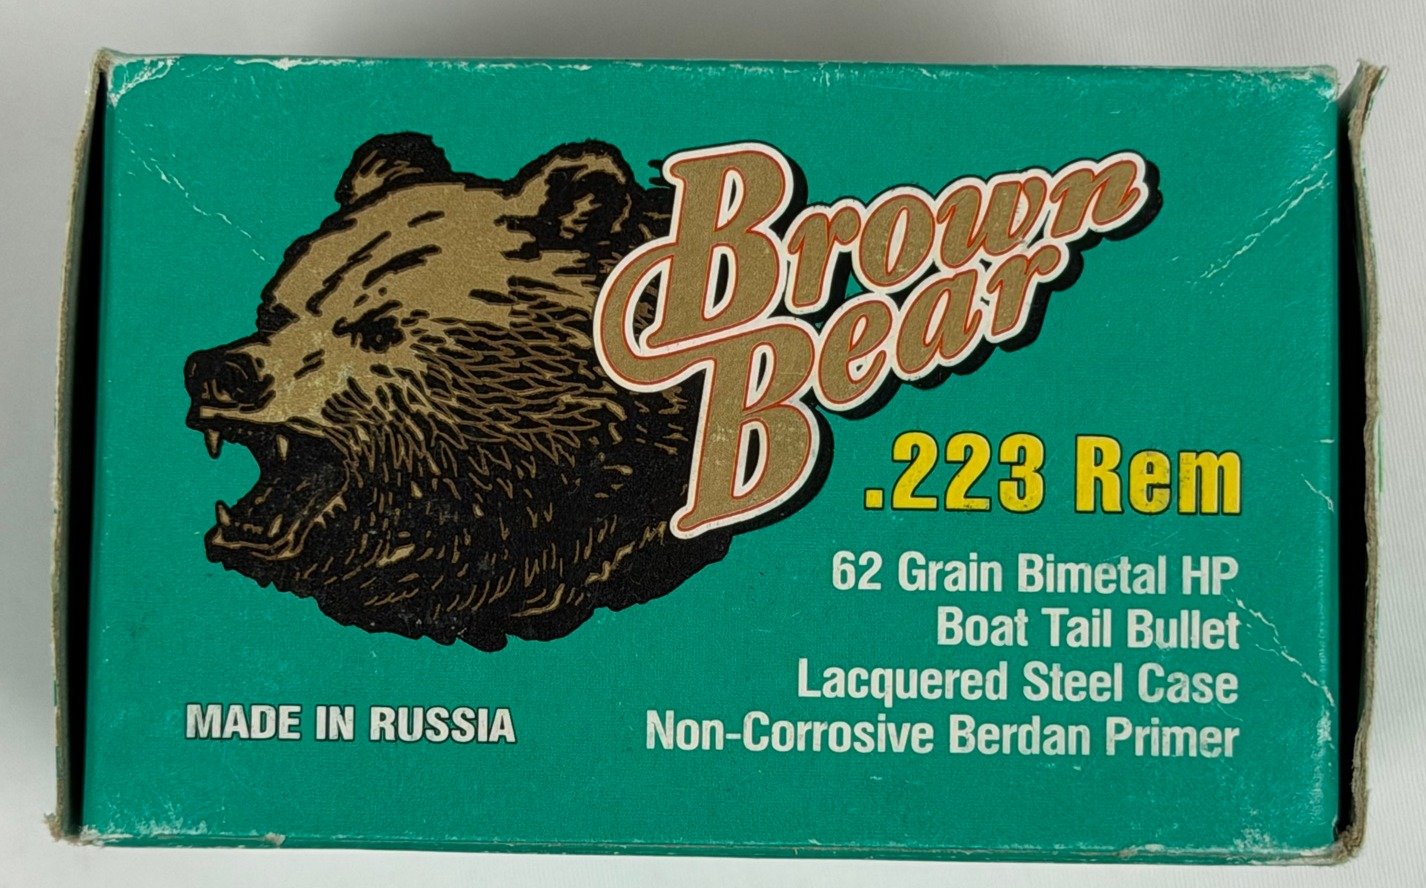 Brown
Bear
.223 Rem
62 Grain Bimetal HP
Boat Tail Bullet
Lacquered Steel Case
Non-Corrosive Berdan Primer
MADE IN RUSSIA